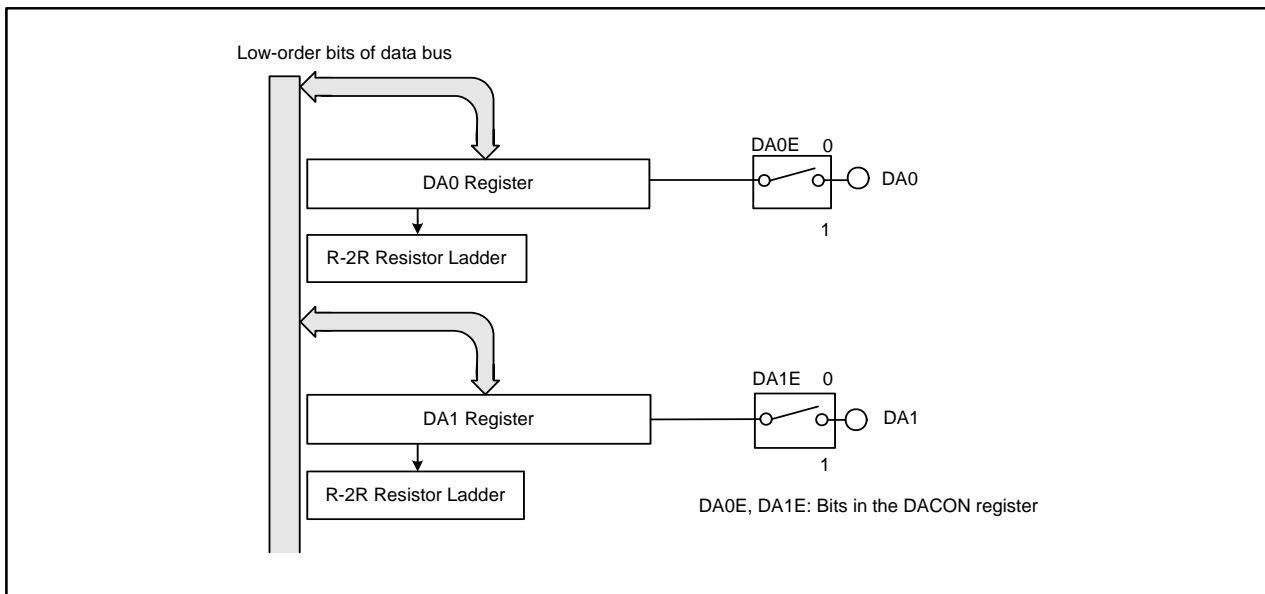 Low-order bits of data bus
DA0E 0
DA0 Register
DA0
1
R-2R Resistor Ladder
DA1E 0
DA1 Register
DA1
1
R-2R Resistor Ladder
DA0E, DA1E: Bits in the DACON register